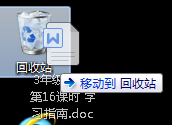 回收站
移动到 回收站
3年级
第16课时 学
习指南.doc